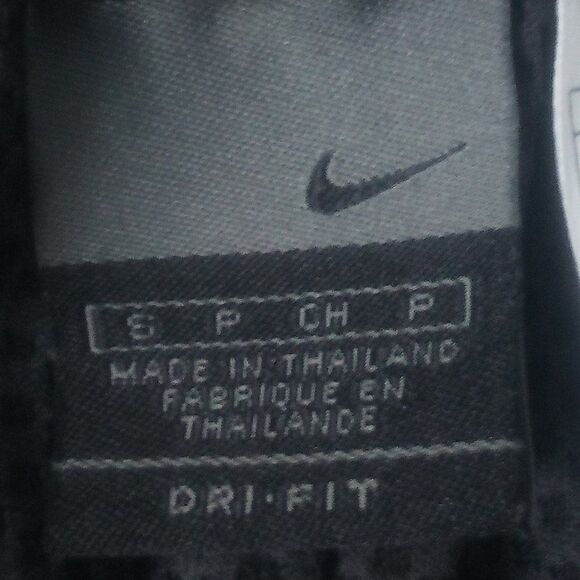 S P CH P
MADE IN THAILAND
FABRIQUE EN
THAILANDE
DRI·FIT